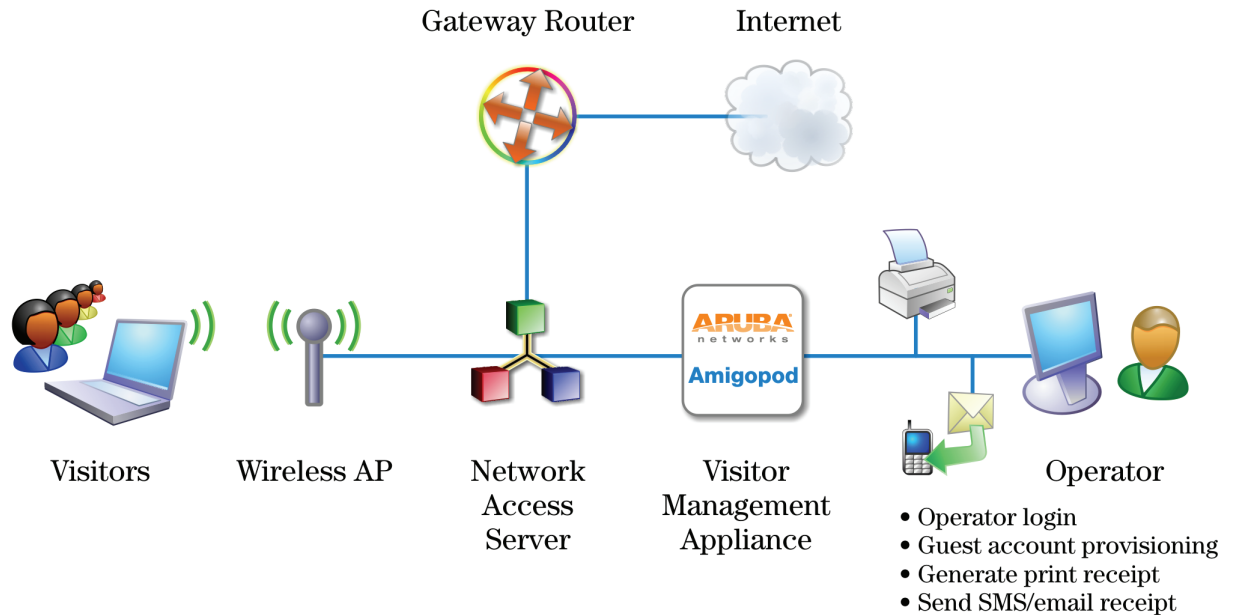 Gateway Router
Internet
ARUBA
networks
Amigopod
Visitors
Wireless AP
Network
Access
Server
Visitor
Management
Appliance
Operator
• Operator login
• Guest account provisioning
• Generate print receipt
• Send SMS/email receipt